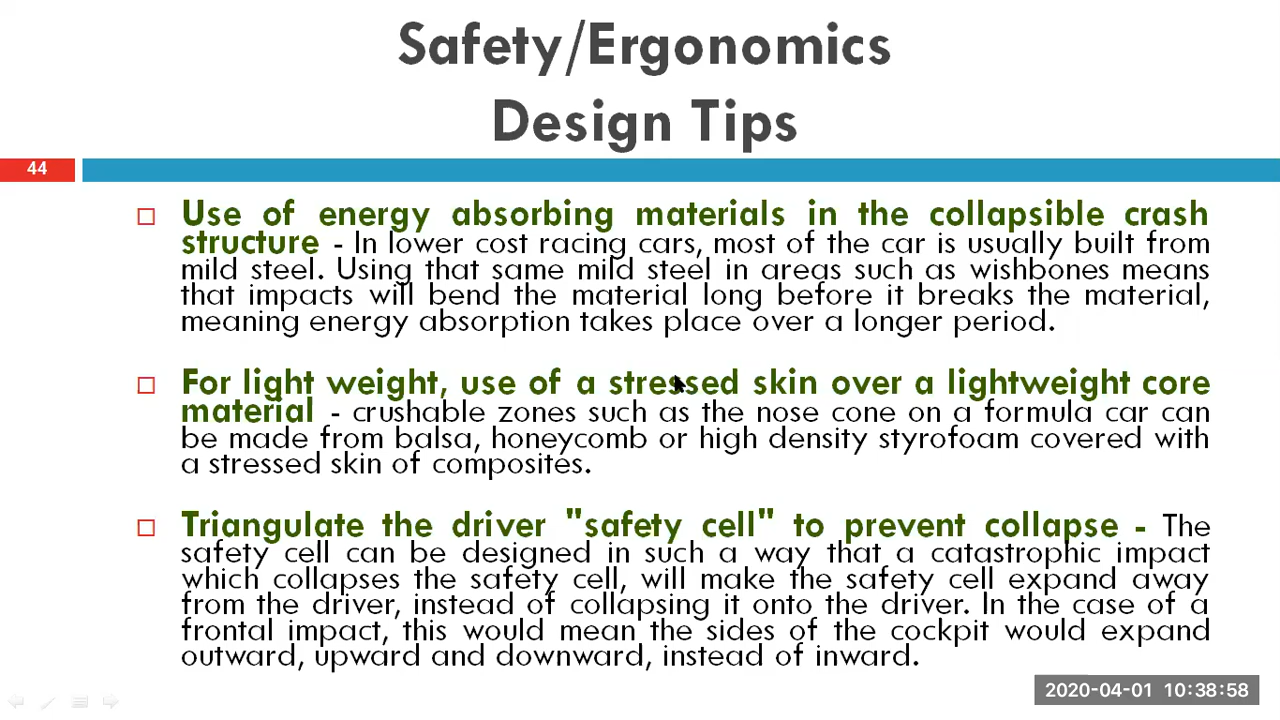 Safety/Ergonomics
Design Tips
44
Use of energy absorbing materials in the collapsible crash
structure - In lower cost racing cars, most of the car is usually built from
mild steel. Using that same mild steel in areas such as wishbones means
that impacts will bend the material long before it breaks the material,
meaning energy absorption takes place over a longer period.
For light weight, use of a stressed skin over a lightweight core
material - crushable zones such as the nose cone on a formula car can
be made from balsa, honeycomb or high density styrofoam covered with
a stressed skin of composites.
Triangulate the driver "safety cell" to prevent collapse - The
safety cell can be designed in such a way that a catastrophic impact
which collapses the safety cell, will make the safety cell expand away
from the driver, instead of collapsing it onto the driver. In the case of a
frontal impact, this would mean the sides of the cockpit would expand
outward, upward and downward, instead of inward.
2020-04-01 10:38:58